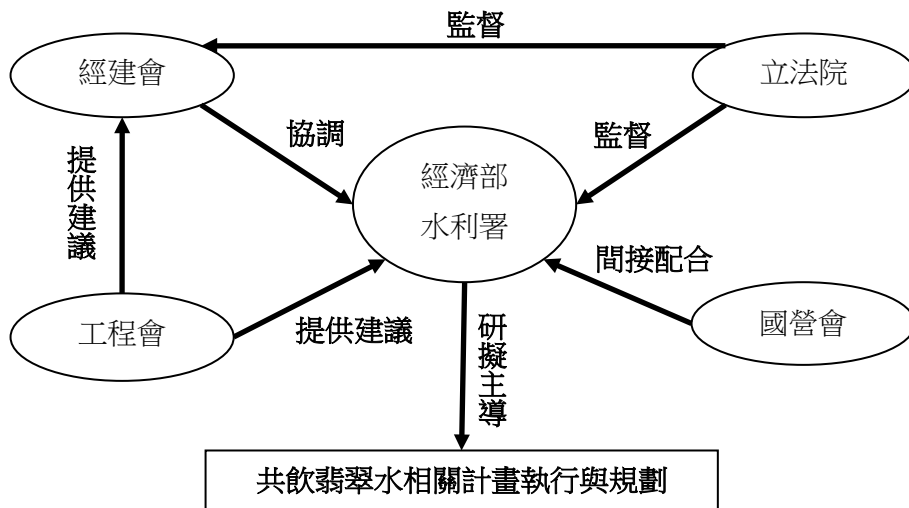 監督
經建會
立法院
協調
監督
提供建議
經濟部
水利署
間接配合
工程會
提供建議
國營會
研擬主導
共飲翡翠水相關計畫執行與規劃